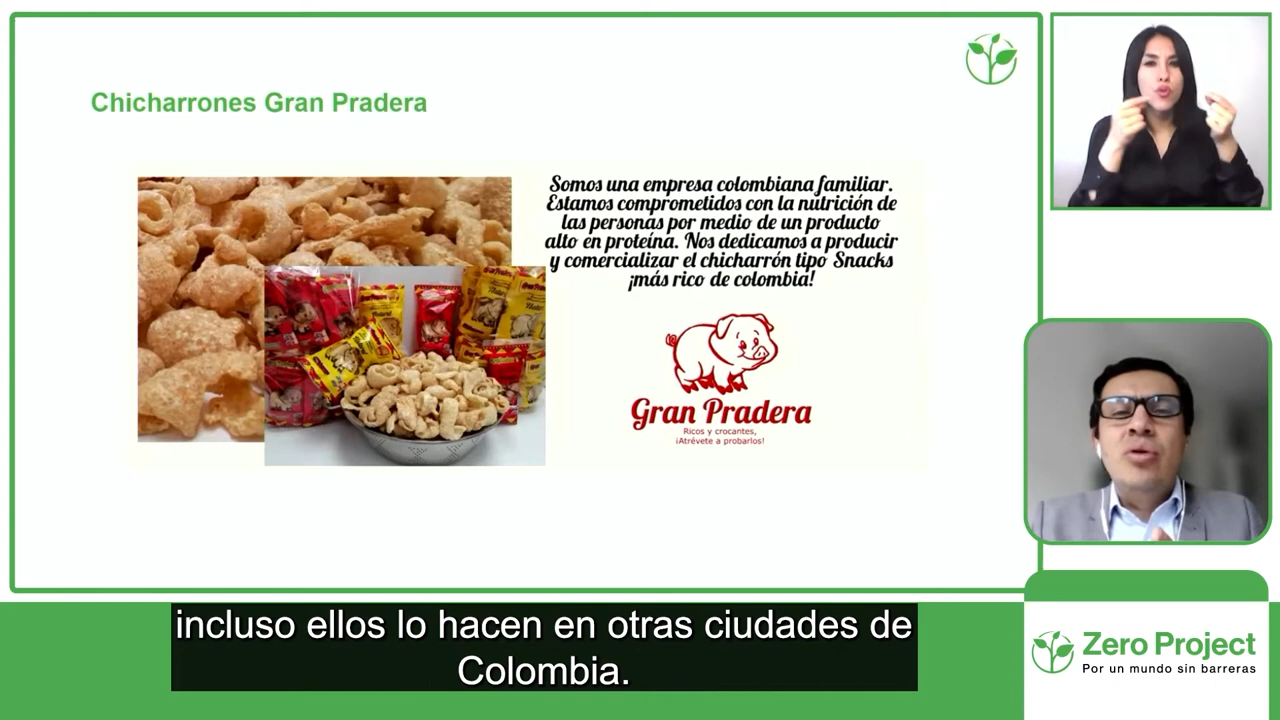 Chicharrones Gran Pradera
Somos una empresa colombiana familiar.
Estamos comprometidos con la nutrición de
las personas por medio de un producto
alto en proteína. Nos dedicamos a producir
y comercializar el chicharrón tipo Snacks
¡más rico de colombia!
Gran Pradera
Ricos y crocantes,
¡Atrévete a probarlos!
incluso ellos lo hacen en otras ciudades de
Colombia.
Zero Project
Por un mundo sin barreras